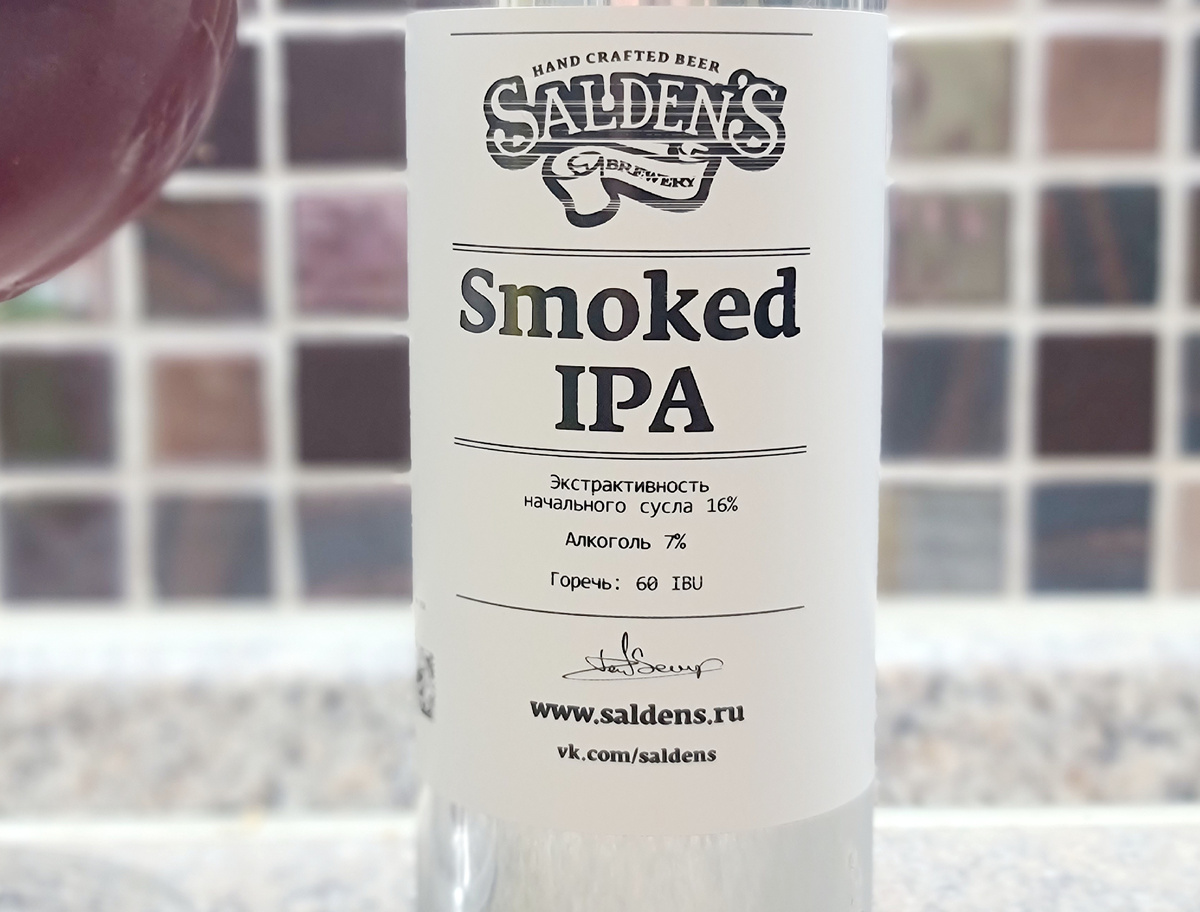 HAND CRAFTED BEER
SALDEN'S
BREWERY
Smoked
IPA
Экстрактивность
начального сусла 16%
Алкоголь 7%
Горечь: 60 IBU
www.saldens.ru
vk.com/saldens